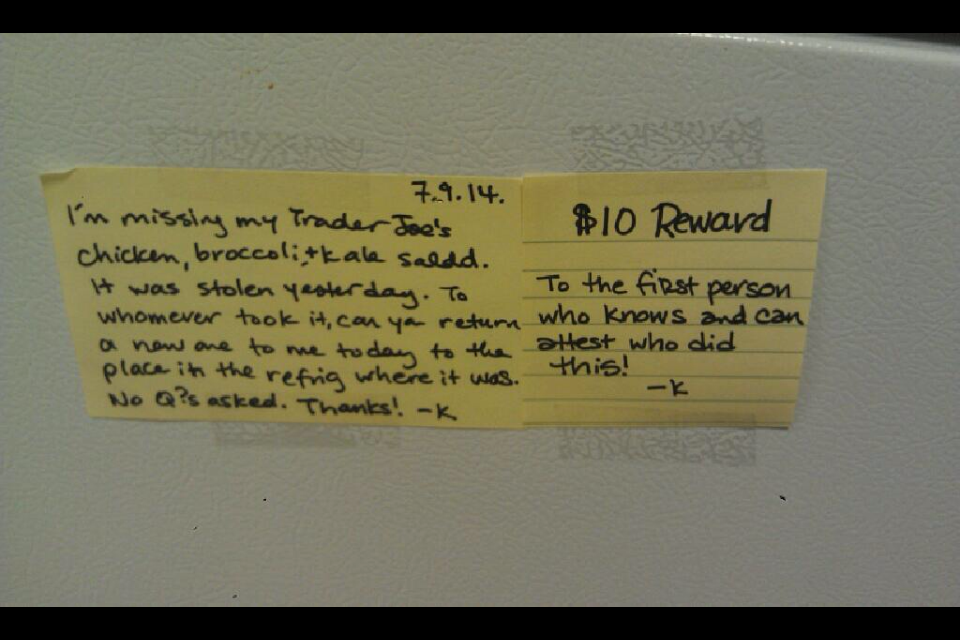 7.9.14.
I'm missing my Trader Joe's
chicken, broccoli, + kale salad.
It was stolen yesterday. To
whomever took it, can ya return
a new one to me today to the
place in the refrig where it was.
No Q?s asked. Thanks! -K
$10 Reward
To the first person
who knows and can
attest who did
this!
-K